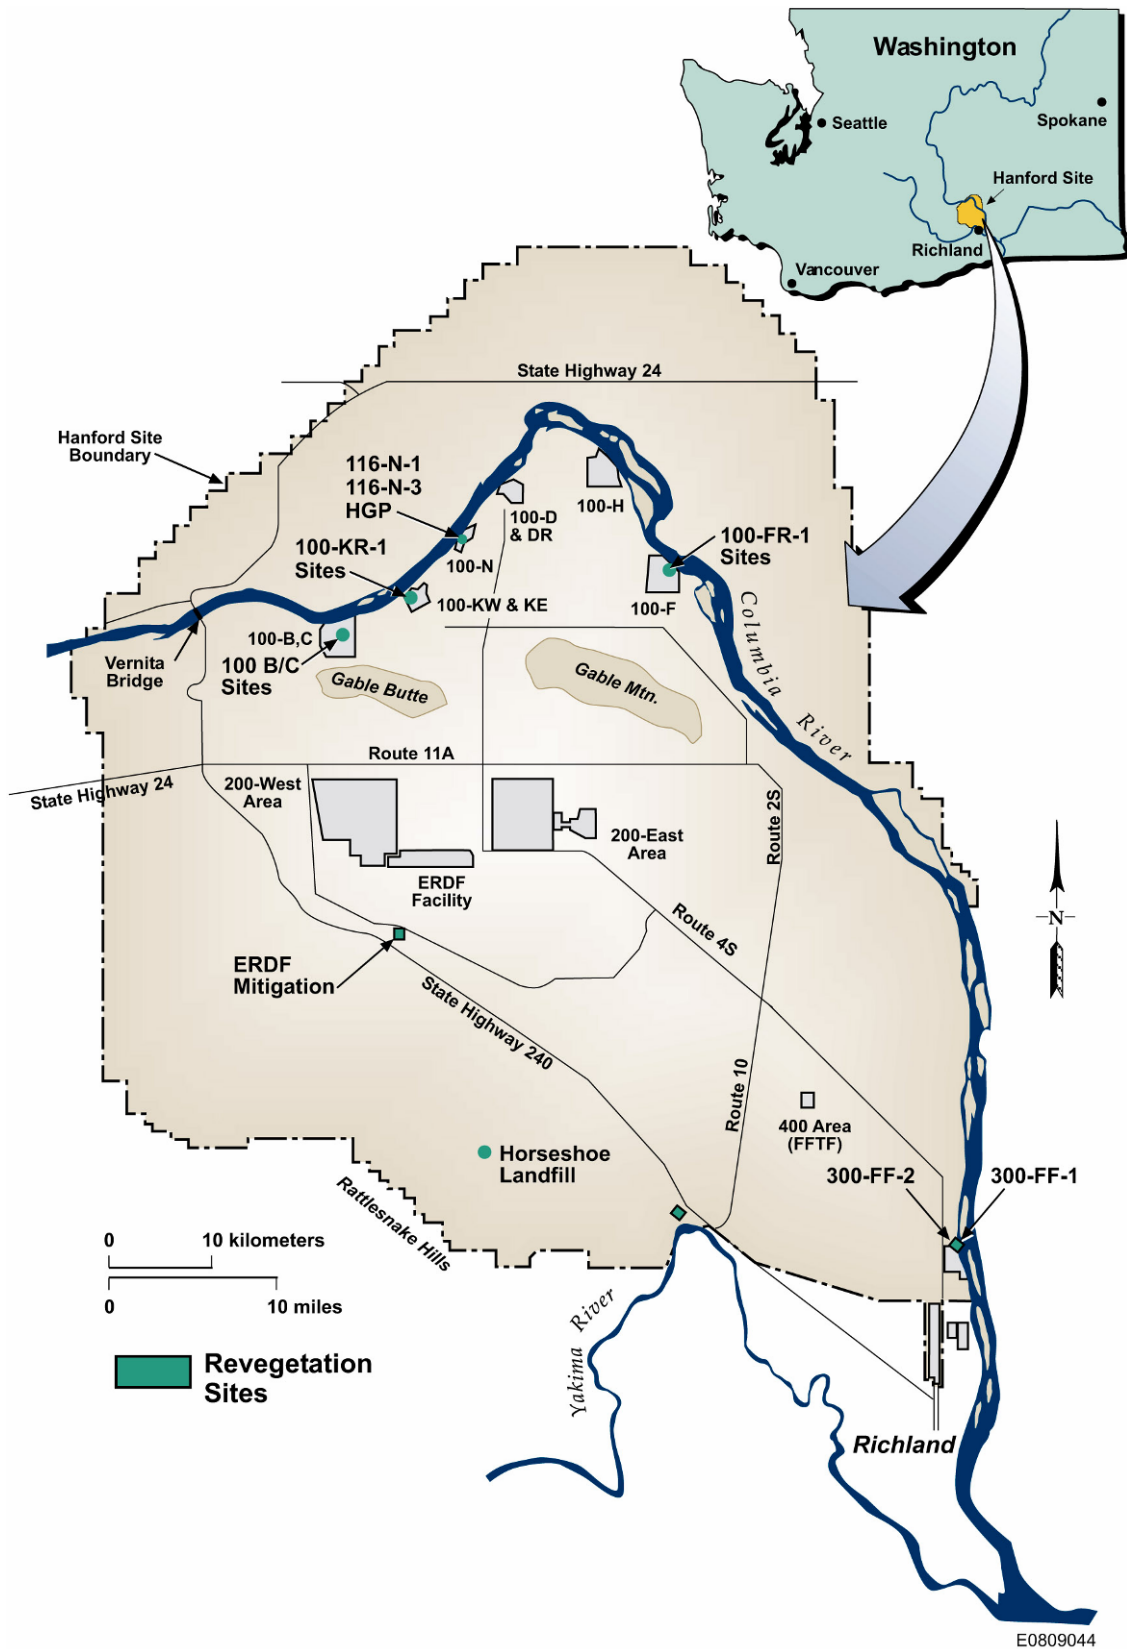 Washington
Seattle
Spokane
Hanford Site
Richland
Vancouver
State Highway 24
Hanford Site
Boundary
116-N-1
116-N-3
HGP
100-D
& DR
100-H
100-KR-1
Sites
100-N
100-FR-1
Sites
100-KW & KE
100-F
Columbia
River
100-B,C
Vernita
Bridge
100 B/C
Sites
Gable Butte
Gable Mtn.
Route 11A
State Highway 24
200-West
Area
200-East
Area
Route 2S
ERDF
Facility
Route 4S
N
ERDF
Mitigation
State Highway 240
Route 10
400 Area
(FFTF)
Horseshoe
Landfill
300-FF-2
300-FF-1
Rattlesnake Hills
0
10 kilometers
0
10 miles
Yakima River
Revegetation
Sites
Richland
E0809044